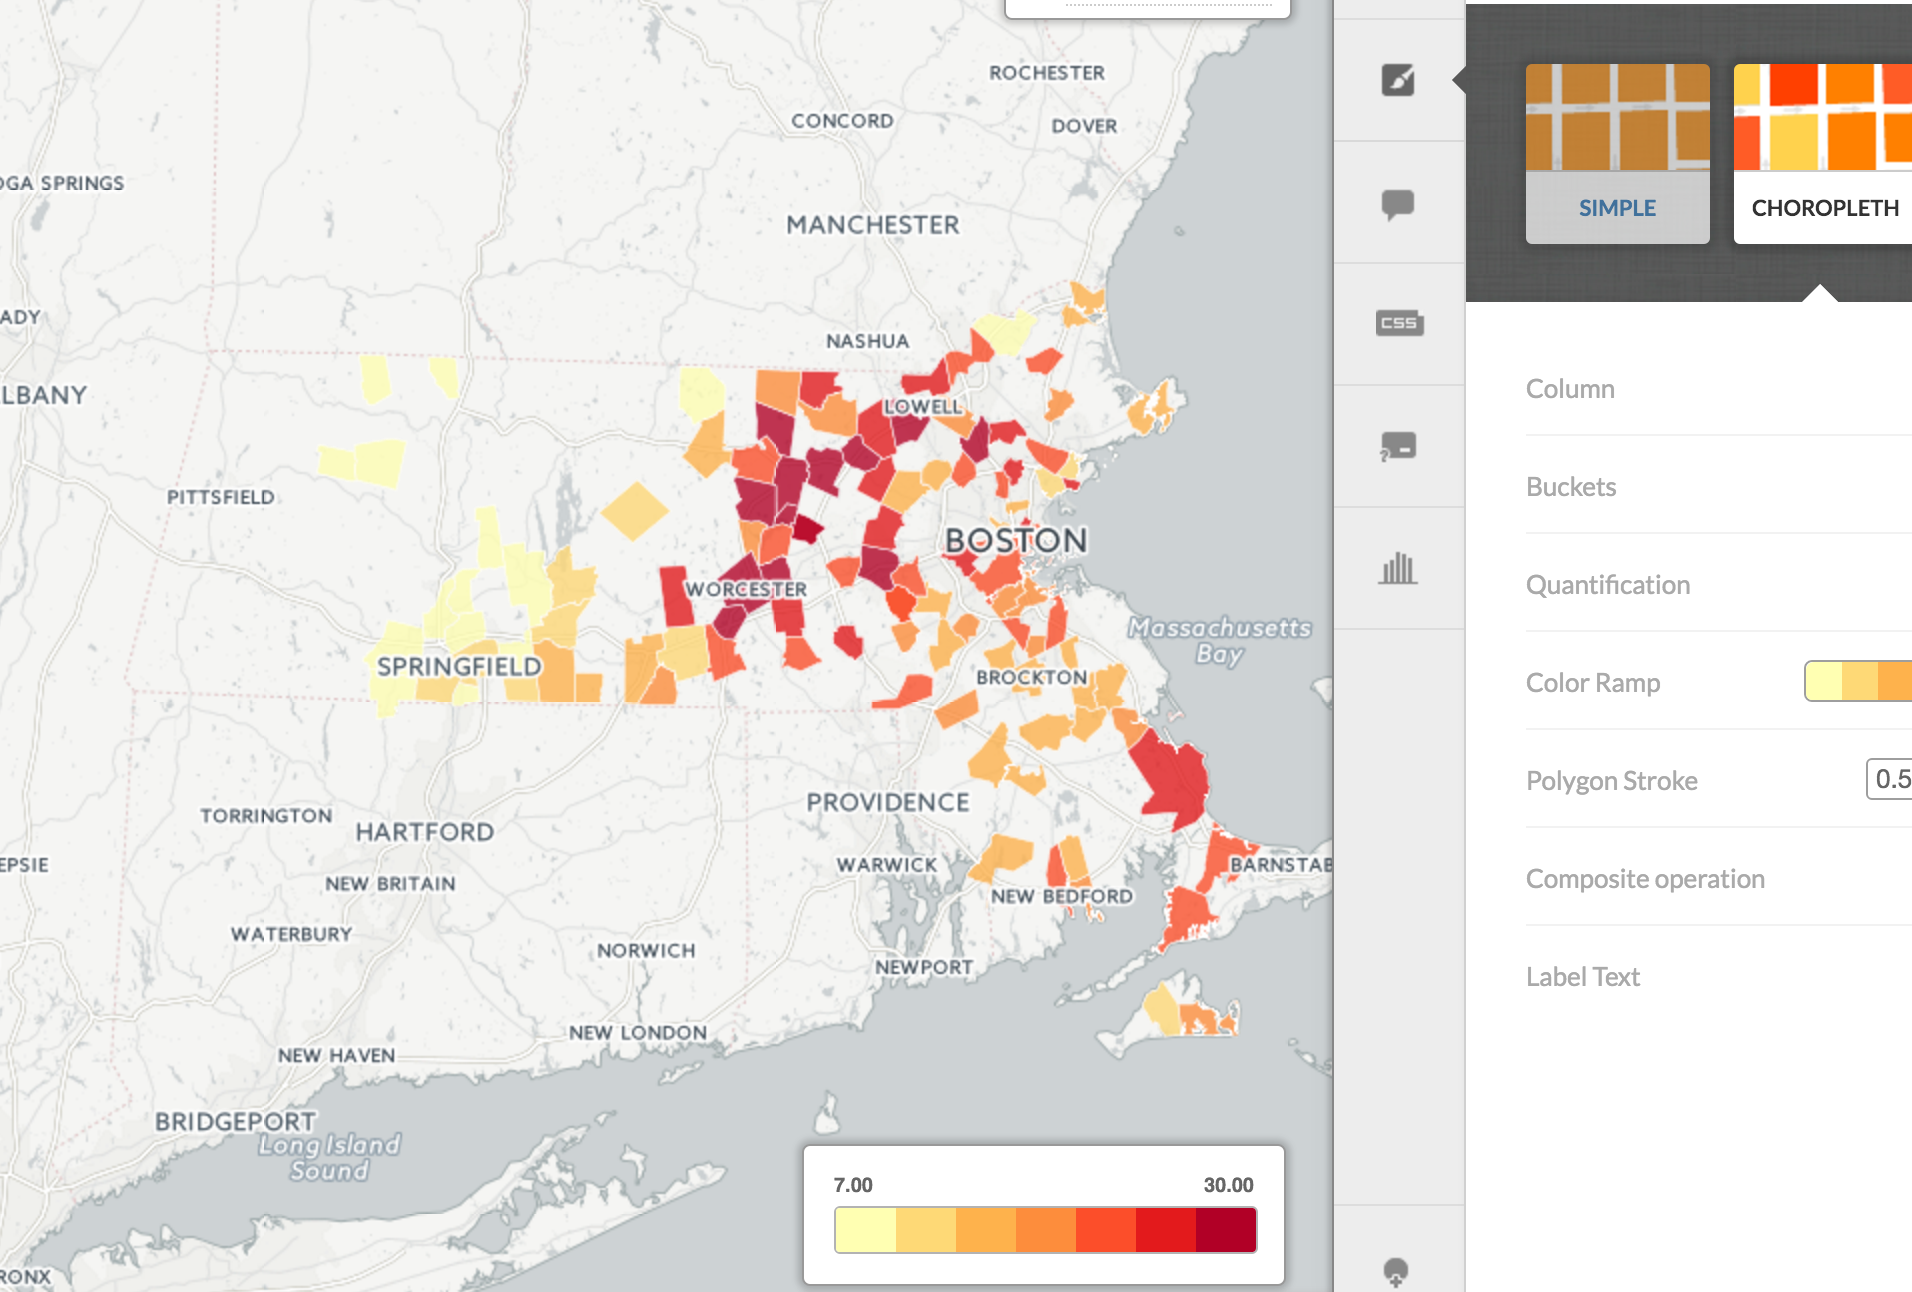 ROCHESTER
CONCORD
DOVER
OGA SPRINGS
MANCHESTER
ADY
NASHUA
LBANY
LOWELL
PITTSFIELD
BOSTON
WORCESTER
Massachusetts
Bay
SPRINGFIELD
BROCKTON
PROVIDENCE
TORRINGTON
HARTFORD
EPSIE
WARWICK
BARNSTAB
NEW BRITAIN
NEW BEDFORD
WATERBURY
NORWICH
NEWPORT
NEW LONDON
NEW HAVEN
BRIDGEPORT
Long Island
Sound
RONX
7.00 30.00
CSS
?
SIMPLE
CHOROPLETH
Column
Buckets
Quantification
Color Ramp
Polygon Stroke
0.5
Composite operation
Label Text